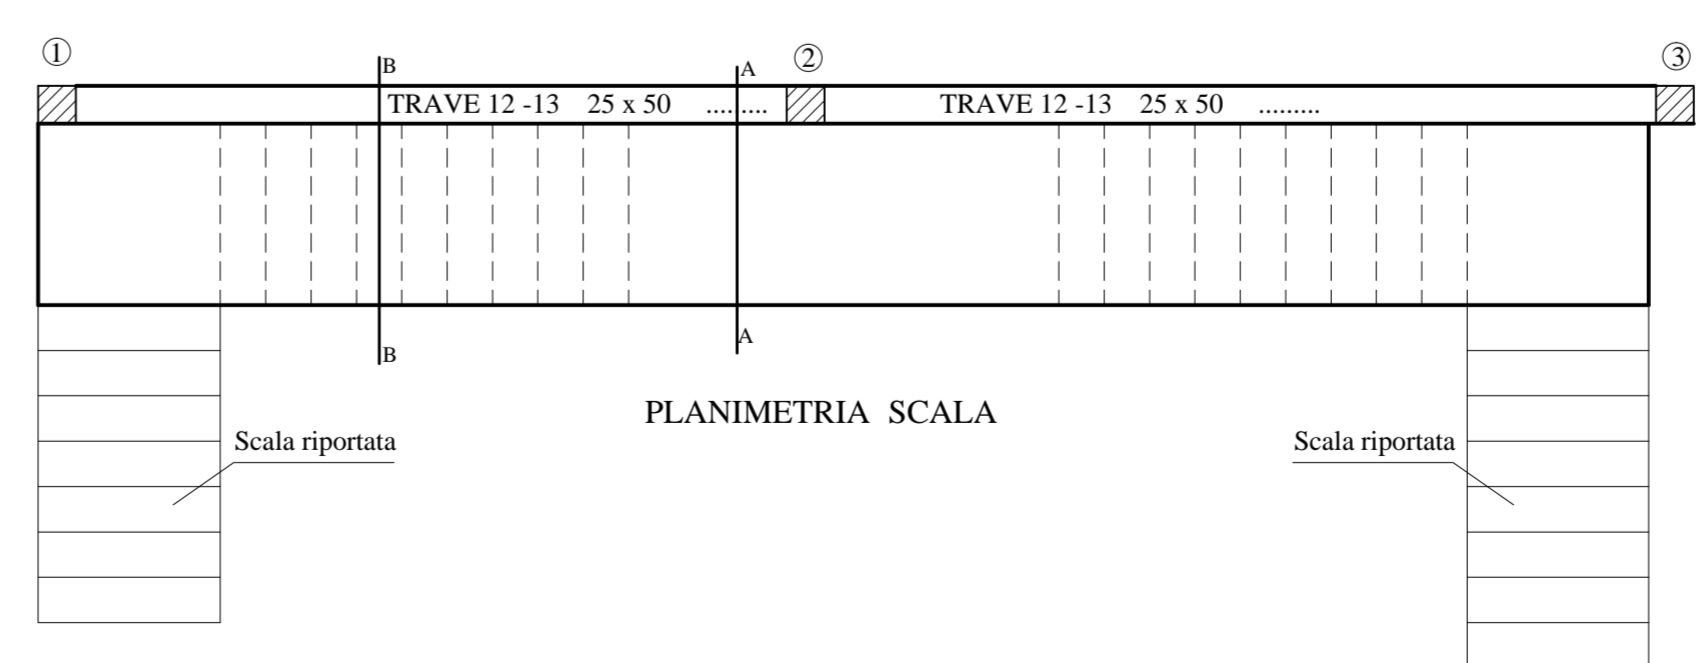 ①
②
③
B
A
TRAVE 12 -13 25 x 50 .........
TRAVE 12 -13 25 x 50 .........
B
A
PLANIMETRIA SCALA
Scala riportata
Scala riportata